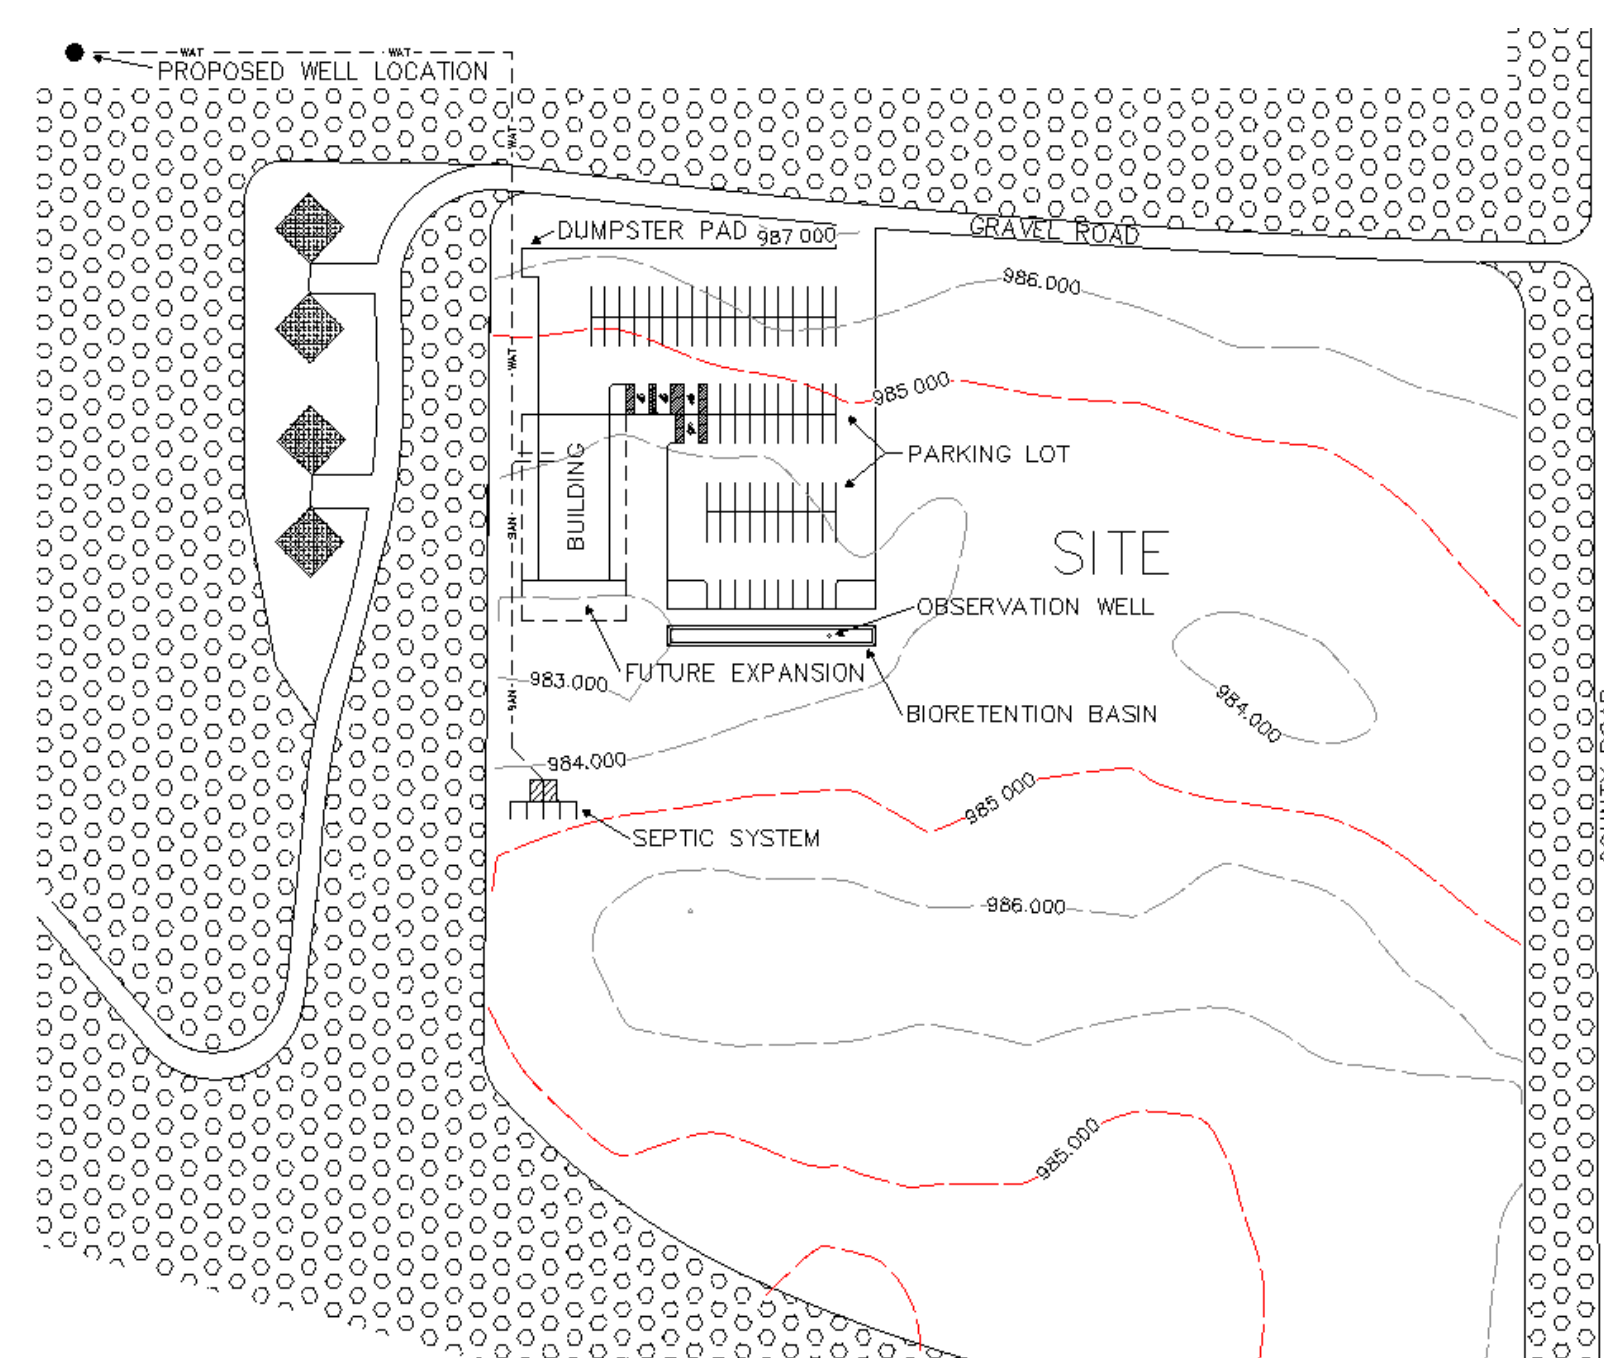 WAT
WAT
PROPOSED WELL LOCATION
WAT
DUMPSTER PAD
987.000
GRAVEL ROAD
986.000
WAT
985.000
PARKING LOT
BUILDING
SAN
SITE
OBSERVATION WELL
FUTURE EXPANSION
983.000
SAN
984.000
BIORETENTION BASIN
984.000
985.000
SEPTIC SYSTEM
986.000
985.000